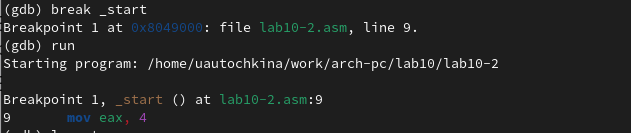 (gdb) break _start
Breakpoint 1 at 0x8049000: file lab10-2.asm, line 9.
(gdb) run
Starting program: /home/uautochkina/work/arch-pc/lab10/lab10-2

Breakpoint 1, _start () at lab10-2.asm:9
9	mov eax, 4